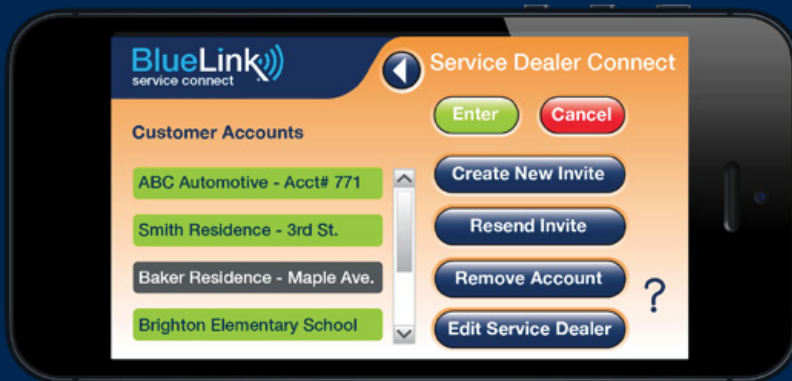 BlueLink
service connect
Service Dealer Connect
Enter
Cancel
Customer Accounts
ABC Automotive - Acct# 771
Smith Residence - 3rd St.
Baker Residence - Maple Ave.
Brighton Elementary School
Create New Invite
Resend Invite
Remove Account
Edit Service Dealer
?